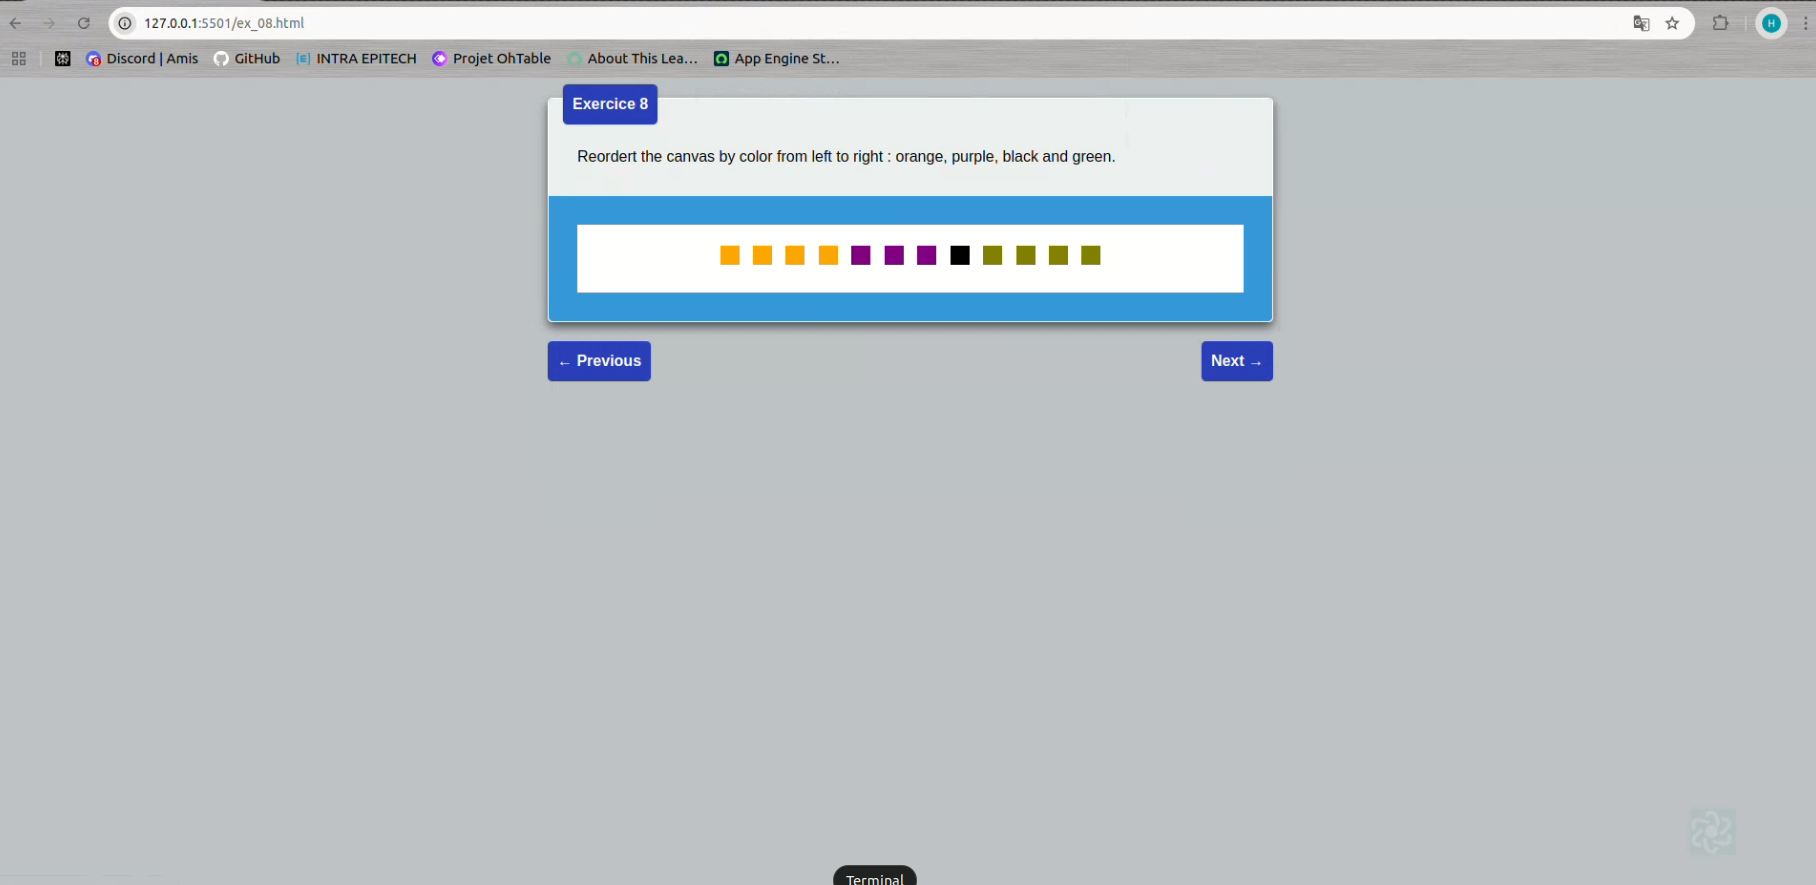 127.0.0.1:5501/ex_08.html
H
Discord | Amis GitHub INTRA EPITECH Projet OhTable About This Lea... App Engine St...
Exercice 8
Reordert the canvas by color from left to right : orange, purple, black and green.
← Previous Next →
Terminal